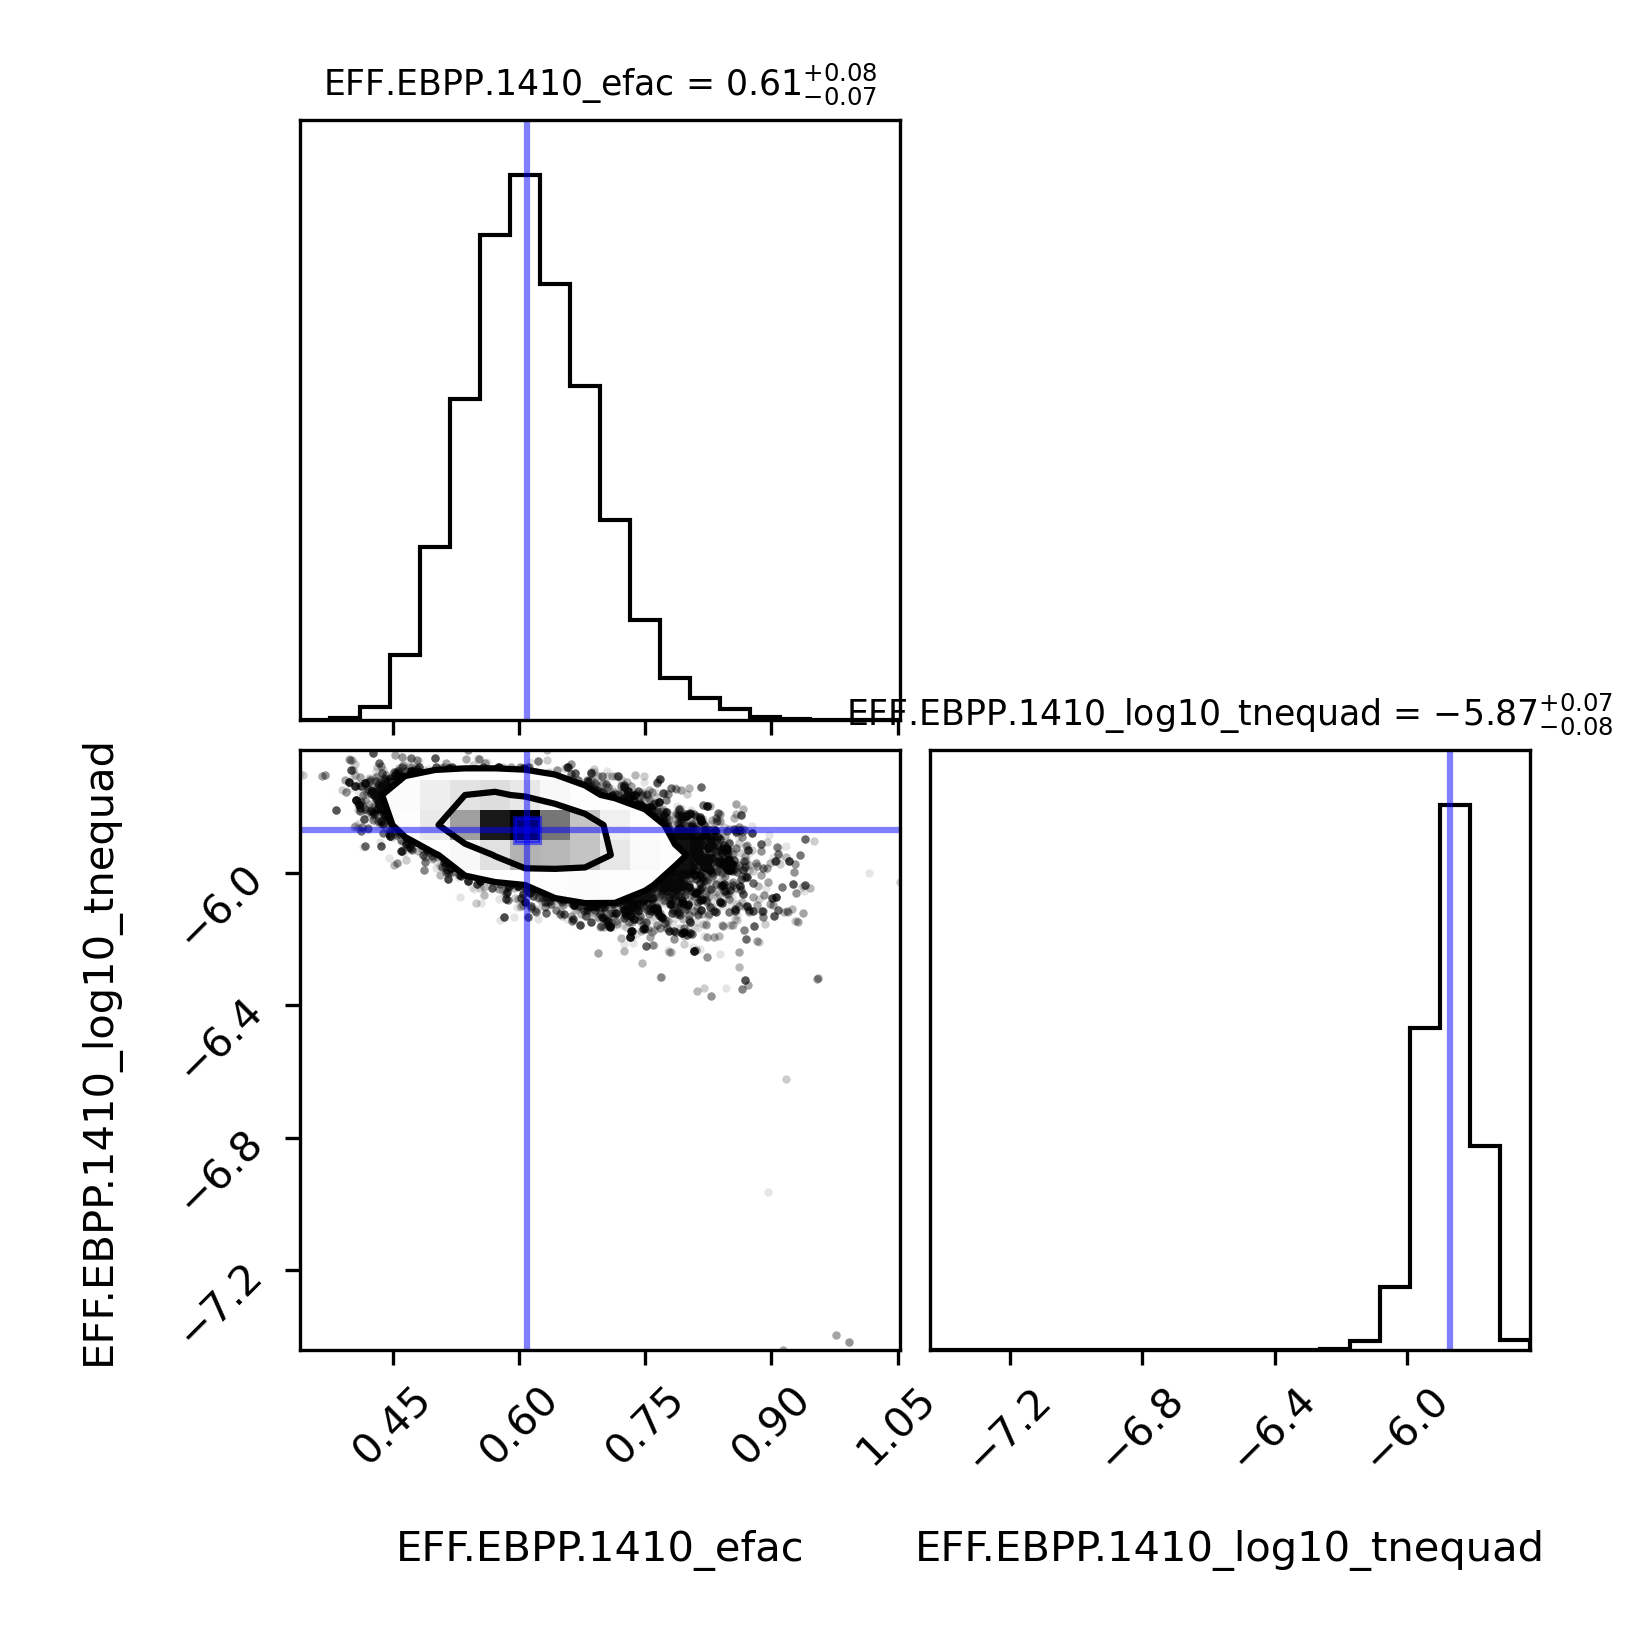 EFF.EBPP.1410_efac = 0.61^{+0.08}_{-0.07}
EFF.EBPP.1410_log10_tnequad = −5.87^{+0.07}_{−0.08}
EFF.EBPP.1410_log10_tnequad
−6.0
−6.4
−6.8
−7.2
0.45 0.60 0.75 0.90 1.05 −7.2 −6.8 −6.4 −6.0
EFF.EBPP.1410_efac EFF.EBPP.1410_log10_tnequad